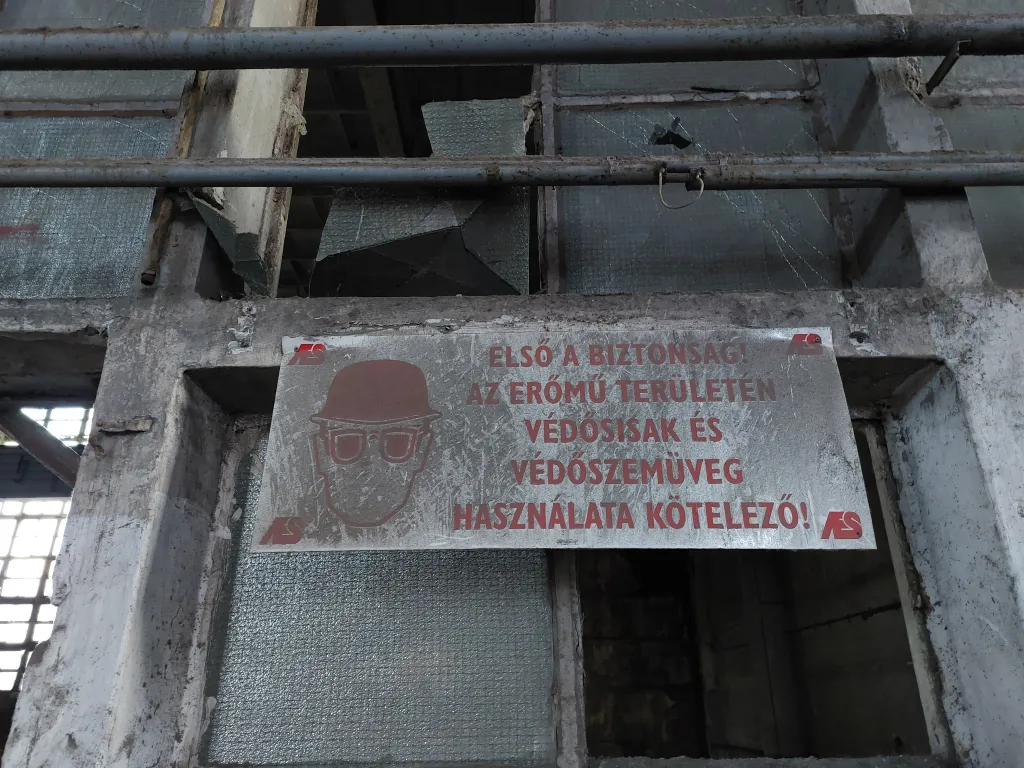 ELSŐ A BIZTONSÁG!
AZ ERŐMŰ TERÜLETÉN
VÉDŐSISAK ÉS
VÉDŐSZEMÜVEG
HASZNÁLATA KÖTELEZŐ!